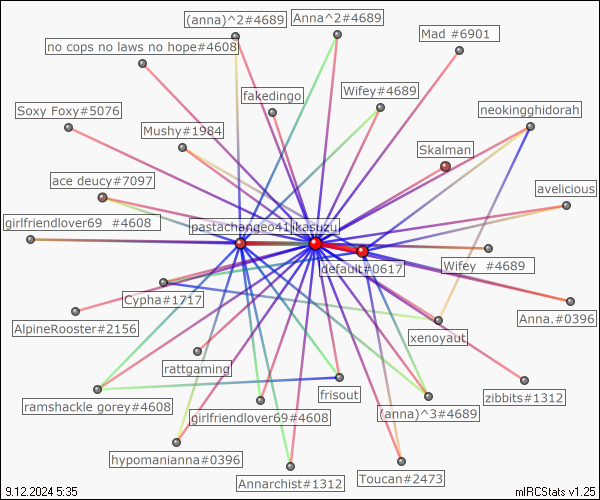 (anna)^2#4689
Anna^2#4689
Mad #6901
no cops no laws no hope#4608
fakedingo
Wifey#4689
neokingghidorah
Soxy Foxy#5076
Mushy#1984
Skalman
ace deucy#7097
avelicious
girlfriendlover69 #4608
pastachangeo41
jkasuzu
default#0617
Wifey #4689
Cypha#1717
Anna.#0396
AlpineRooster#2156
xenoyaut
rattgaming
ramshackle gorey#4608
girlfriendlover69#4608
frisout
(anna)^3#4689
zibbits#1312
hypomanianna#0396
Annarchist#1312
Toucan#2473
9.12.2024 5:35
mIRCStats v1.25